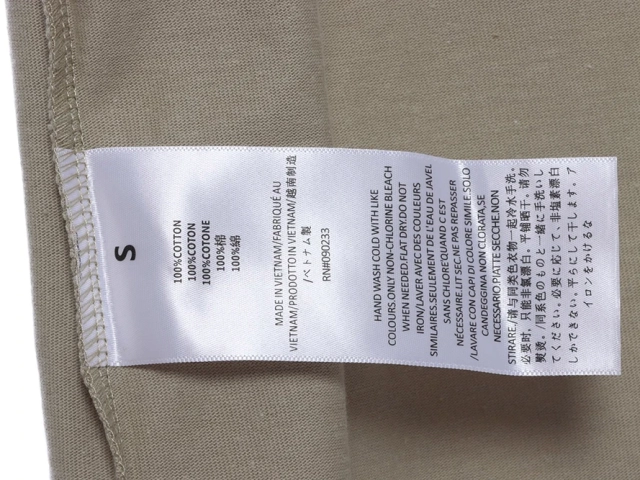 S
100%COTTON
100%COTTON
100%COTONE
100%棉
100%綿
MADE IN VIETNAM/FABRIQUÉ AU
VIETNAM/PRODOTTO IN VIETNAM/越南制造
/ベトナム製
RN#090233
HAND WASH COLD WITH LIKE
COLOURS.ONLY NON-CHLORINE BLEACH
WHEN NEEDED.FLAT DRY.DO NOT
IRON/LAVER AVEC DES COULEURS
SIMILAIRES.SEULEMENT DE L'EAU DE JAVEL
SANS CHLORE'QUAND C EST
NÉCESSAIRE.LIT SEC.NE PAS REPASSER
/LAVARE CON CAPI DI COLORE SIMILE.SOLO
CANDEGGINA NON CLORATA,SE
NECESSARIO.PIATTE SECCHE.NON
STIRARE./请与同类色衣物一起冷水手洗.
必要时，只能非氯漂白。平铺晒干。请勿
熨烫。/同系色のものと一緒に手洗いし
てください。必要に応じて、非塩素漂白
しかできない。平らにして干します。ア
イロンをかけるな